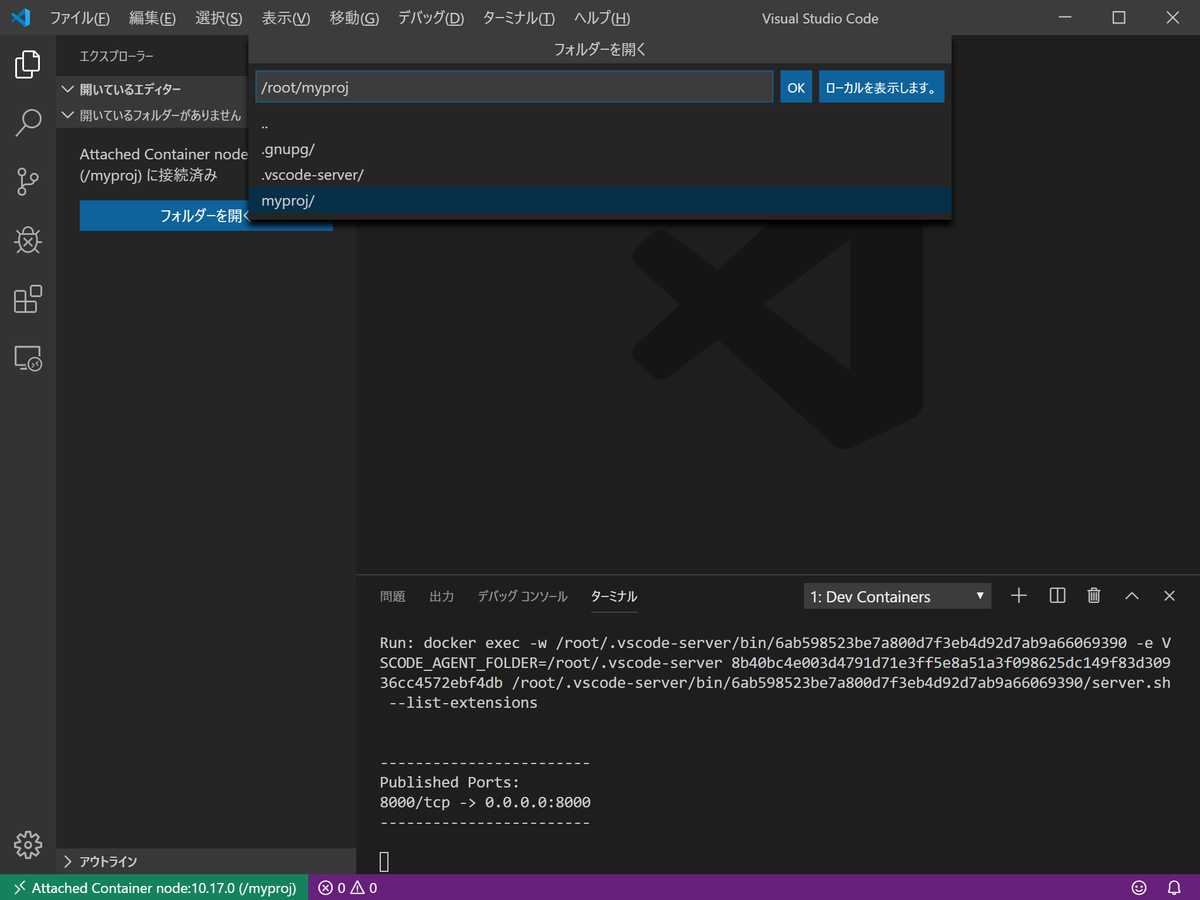 ファイル(F) 編集(E) 選択(S) 表示(V) 移動(G) デバッグ(D) ターミナル(T) ヘルプ(H) Visual Studio Code
フォルダーを開く
/root/myproj OK ローカルを表示します。
..
.gnupg/
.vscode-server/
myproj/
エクスプローラー
開いているエディター
開いているフォルダーがありません
Attached Container node
(/myproj) に接続済み
フォルダーを開く
アウトライン
問題 出力 デバッグ コンソール ターミナル 1: Dev Containers
Run: docker exec -w /root/.vscode-server/bin/6ab598523be7a800d7f3eb4d92d7ab9a66069390 -e V
SCODE_AGENT_FOLDER=/root/.vscode-server 8b40bc4e003d4791d71e3ff5e8a51a3f098625dc149f83d309
36cc4572ebf4db /root/.vscode-server/bin/6ab598523be7a800d7f3eb4d92d7ab9a66069390/server.sh
--list-extensions
------------------------
Published Ports:
8000/tcp -> 0.0.0.0:8000
------------------------
Attached Container node:10.17.0 (/myproj) 0 0